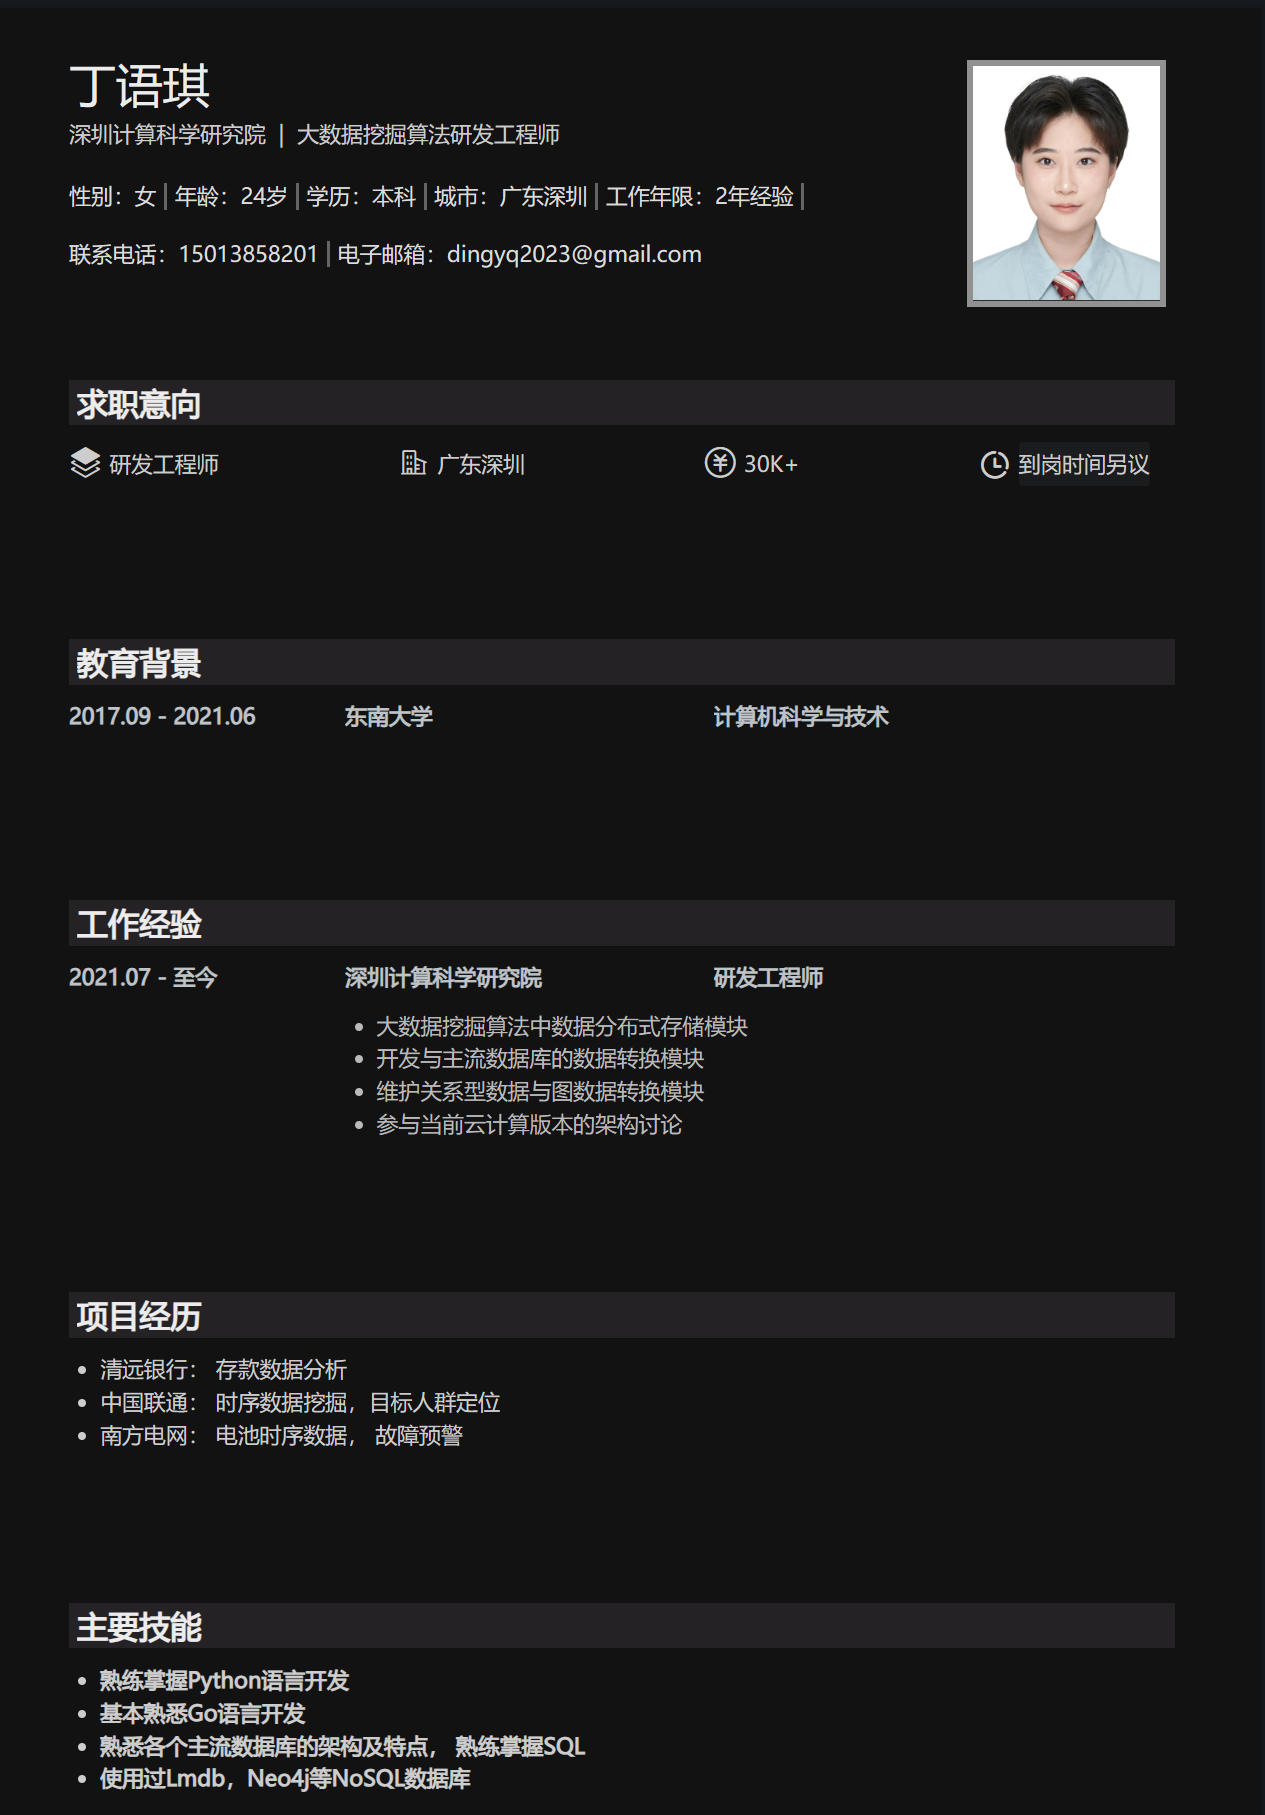 丁语琪
深圳计算科学研究院 | 大数据挖掘算法研发工程师
性别：女 | 年龄：24岁 | 学历：本科 | 城市：广东深圳 | 工作年限：2年经验 |
联系电话：15013858201 | 电子邮箱：dingyq2023@gmail.com
求职意向
研发工程师 广东深圳 30K+ 到岗时间另议
教育背景
2017.09 - 2021.06 东南大学 计算机科学与技术
工作经验
2021.07 - 至今 深圳计算科学研究院 研发工程师
• 大数据挖掘算法中数据分布式存储模块
• 开发与主流数据库的数据转换模块
• 维护关系型数据与图数据转换模块
• 参与当前云计算版本的架构讨论
项目经历
• 清远银行： 存款数据分析
• 中国联通： 时序数据挖掘，目标人群定位
• 南方电网： 电池时序数据， 故障预警
主要技能
• 熟练掌握Python语言开发
• 基本熟悉Go语言开发
• 熟悉各个主流数据库的架构及特点， 熟练掌握SQL
• 使用过Lmdb，Neo4j等NoSQL数据库